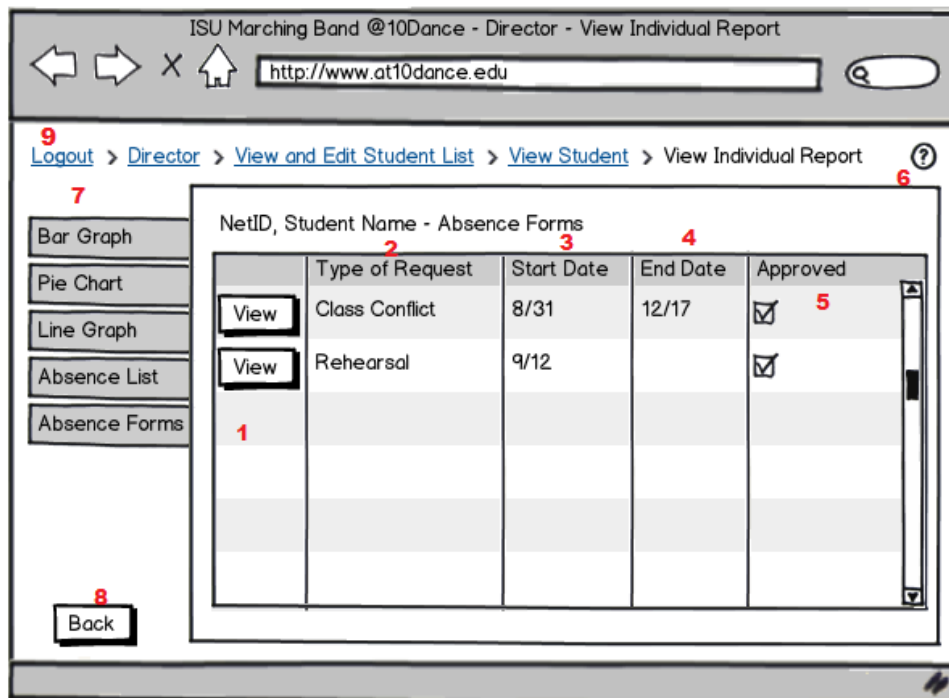 ISU Marching Band @10Dance - Director - View Individual Report
http://www.at10dance.edu
9
Logout > Director > View and Edit Student List > View Student > View Individual Report ?
6
7
Bar Graph
Pie Chart
Line Graph
Absence List
Absence Forms
NetID, Student Name - Absence Forms
2 3 4
Type of Request Start Date End Date Approved
View Class Conflict 8/31 12/17 5
View Rehearsal 9/12
1
8
Back